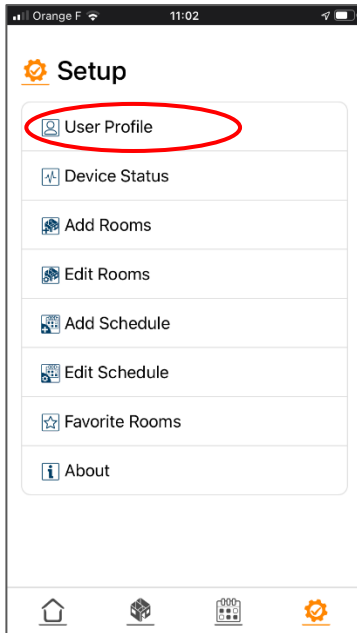 Orange F 11:02
Setup
User Profile
Device Status
Add Rooms
Edit Rooms
Add Schedule
Edit Schedule
Favorite Rooms
About